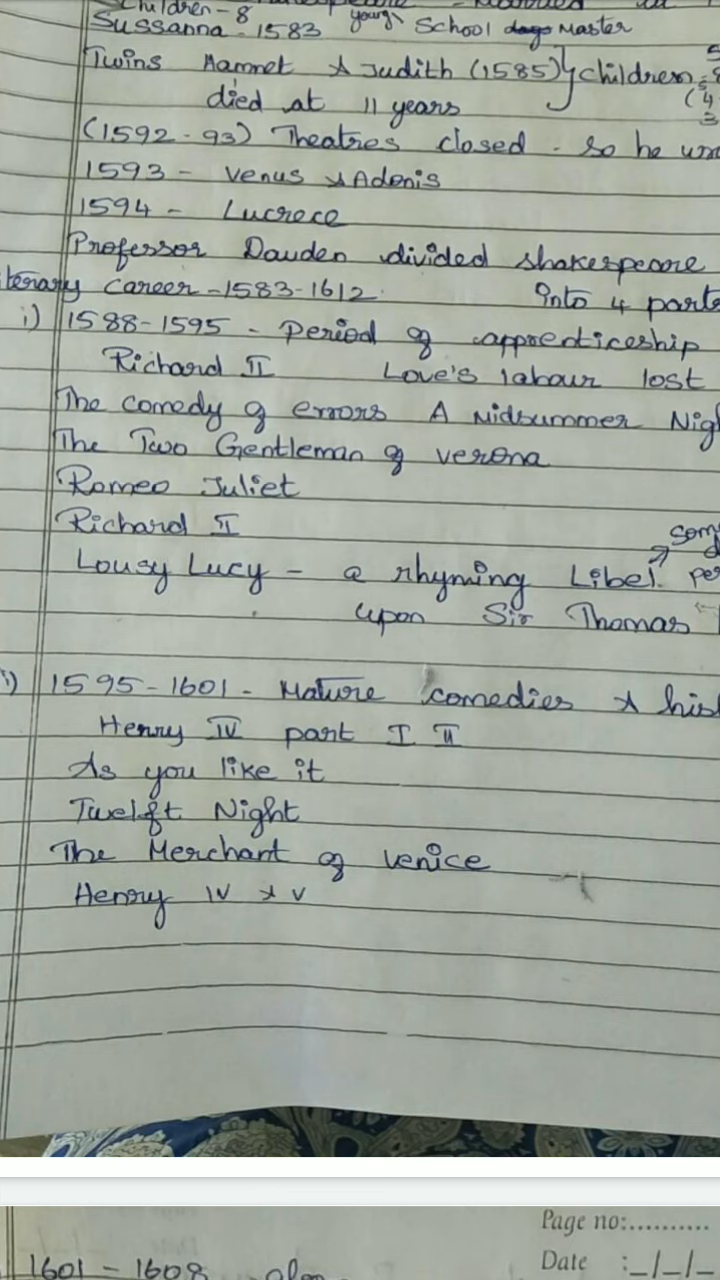 Children - 8
Sussanna - 1583 young School days Master
Twins Hamnet & Judith (1585) children
died at 11 years
(1592 - 93) Theatres closed - so he
1593 - Venus & Adonis
1594 - Lucrece
Professor Dauden divided shakespeare
career - 1583-1612. into 4 parts
i) 1588-1595 - Period of apprenticeship
Richard II Love's labour lost
The comedy of errors A Midsummer
The Two Gentleman of verona
Romeo Juliet
Richard II
Lousy Lucy - a rhyming Libel.
upon Sir Thomas
1595-1601 - Mature comedies &
Henry IV part I II
As you like it
Twelft Night
The Merchant of venice
Henry IV & V
Page no:..........
Date :_/_/_
1601 - 1608